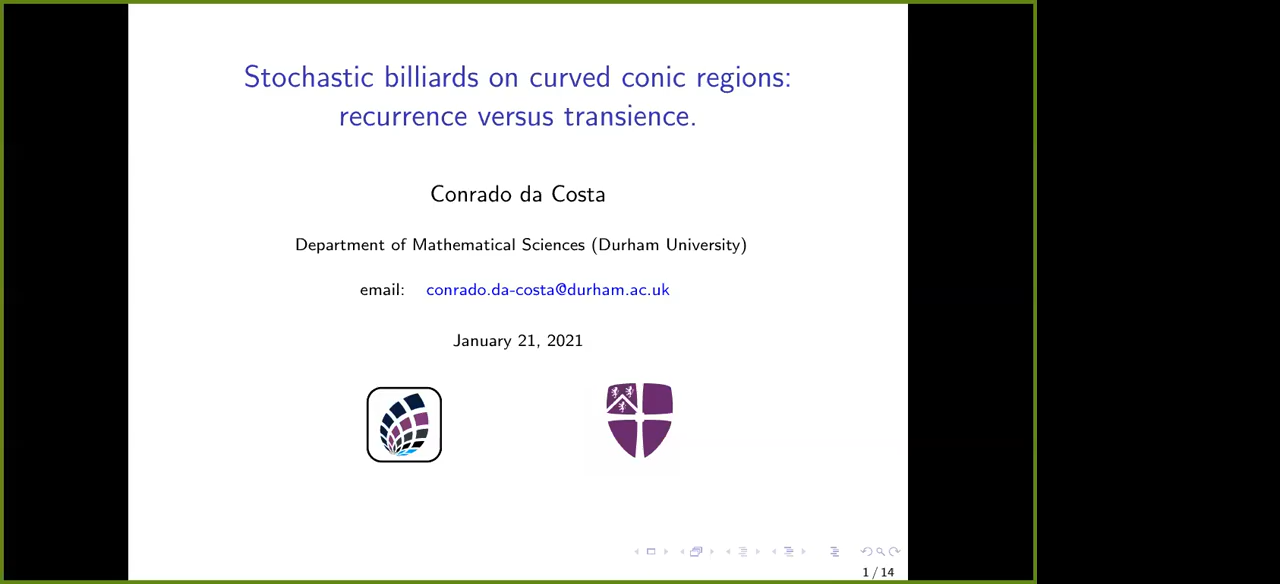 Stochastic billiards on curved conic regions:
recurrence versus transience.
Conrado da Costa
Department of Mathematical Sciences (Durham University)
email: conrado.da-costa@durham.ac.uk
January 21, 2021
1 / 14